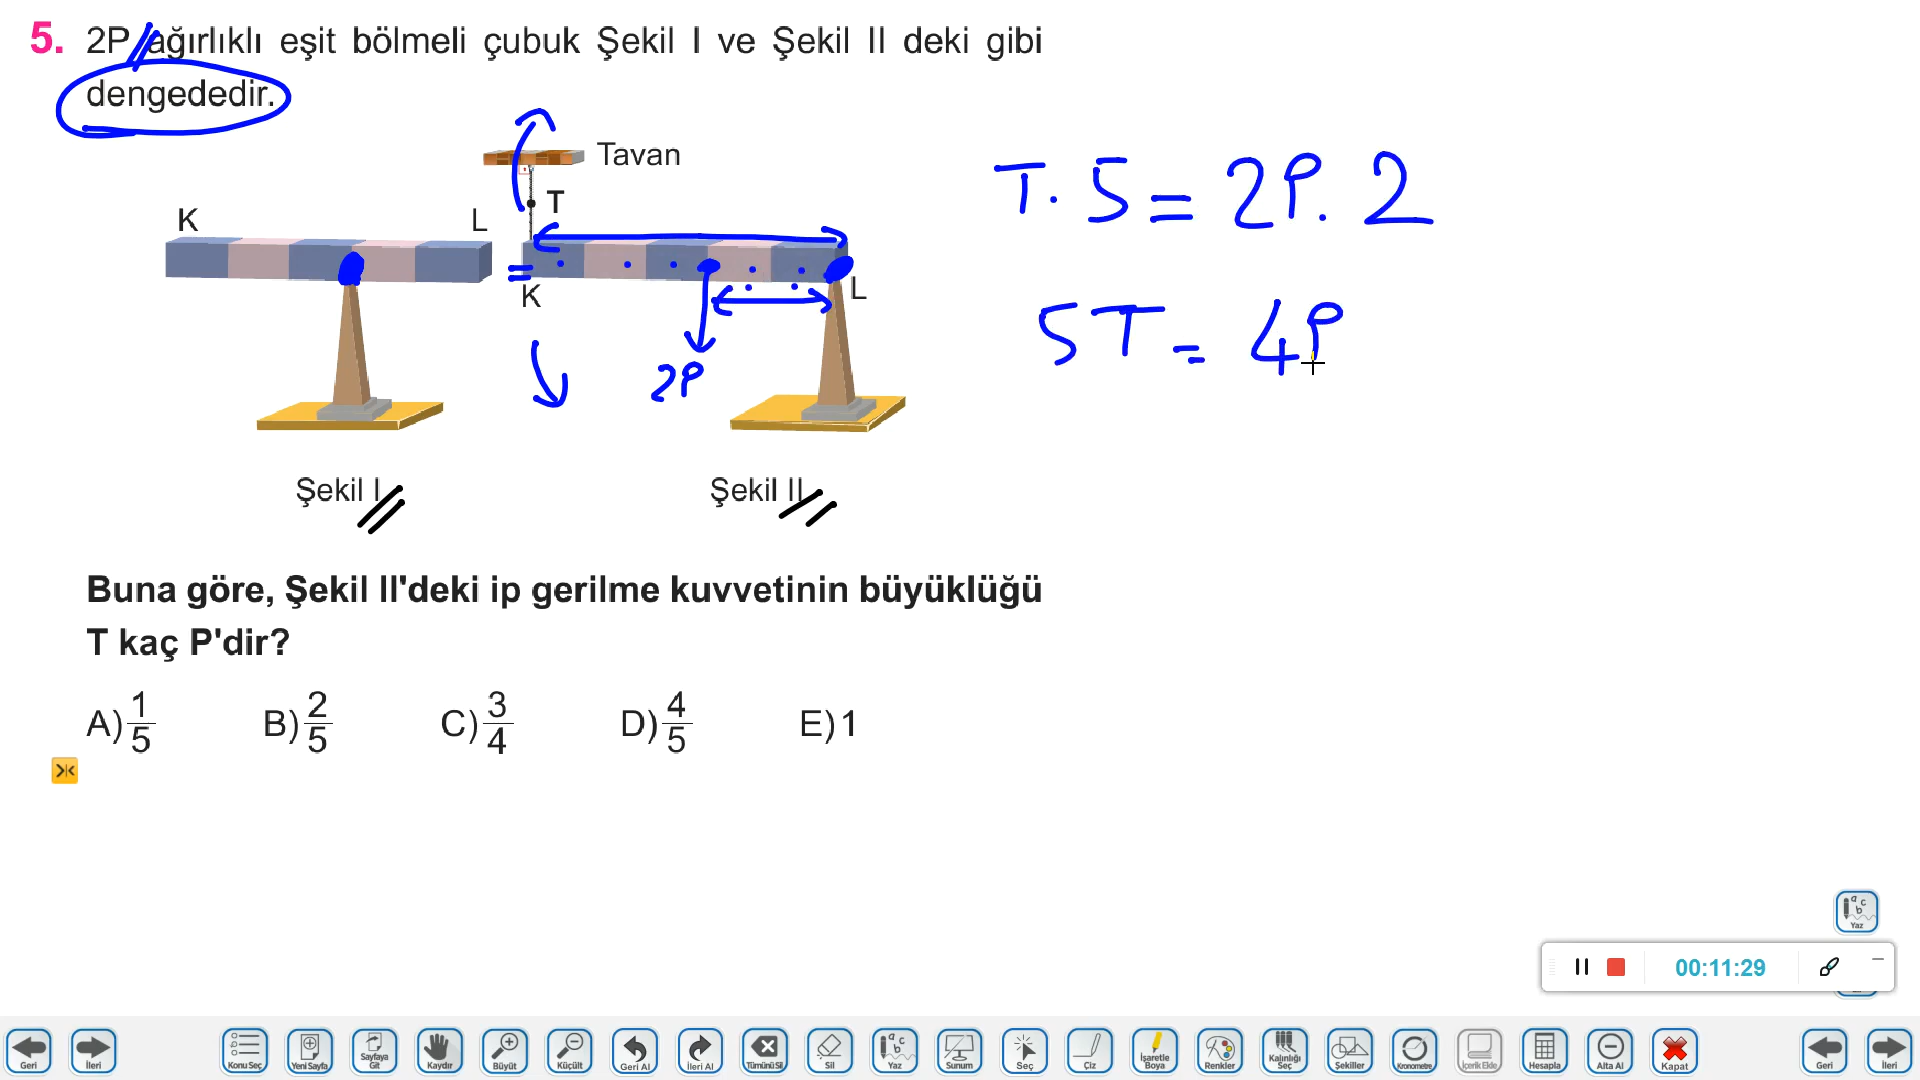 5. 2P ağırlıklı eşit bölmeli çubuk Şekil I ve Şekil II deki gibi
dengededir.
Tavan
T
K
L
K
L
2P
Şekil I
Şekil II
T. 5 = 2P. 2
5T = 4P
Buna göre, Şekil II'deki ip gerilme kuvvetinin büyüklüğü
T kaç P'dir?
A) 1/5 B) 2/5 C) 3/4 D) 4/5 E) 1
Yaz
00:11:29
Geri İleri Konu Seç Yeni Sayfa Sayfaya Git Kaydır Büyüt Küçült Geri Al İleri Al Tümünü Sil Sil Yaz Sunum Seç Çiz İşaretle Boya Renkler Kalınlığı Seç Şekiller Kronometre İçerik Ekle Hesapla Alta Al Kapat Geri İleri